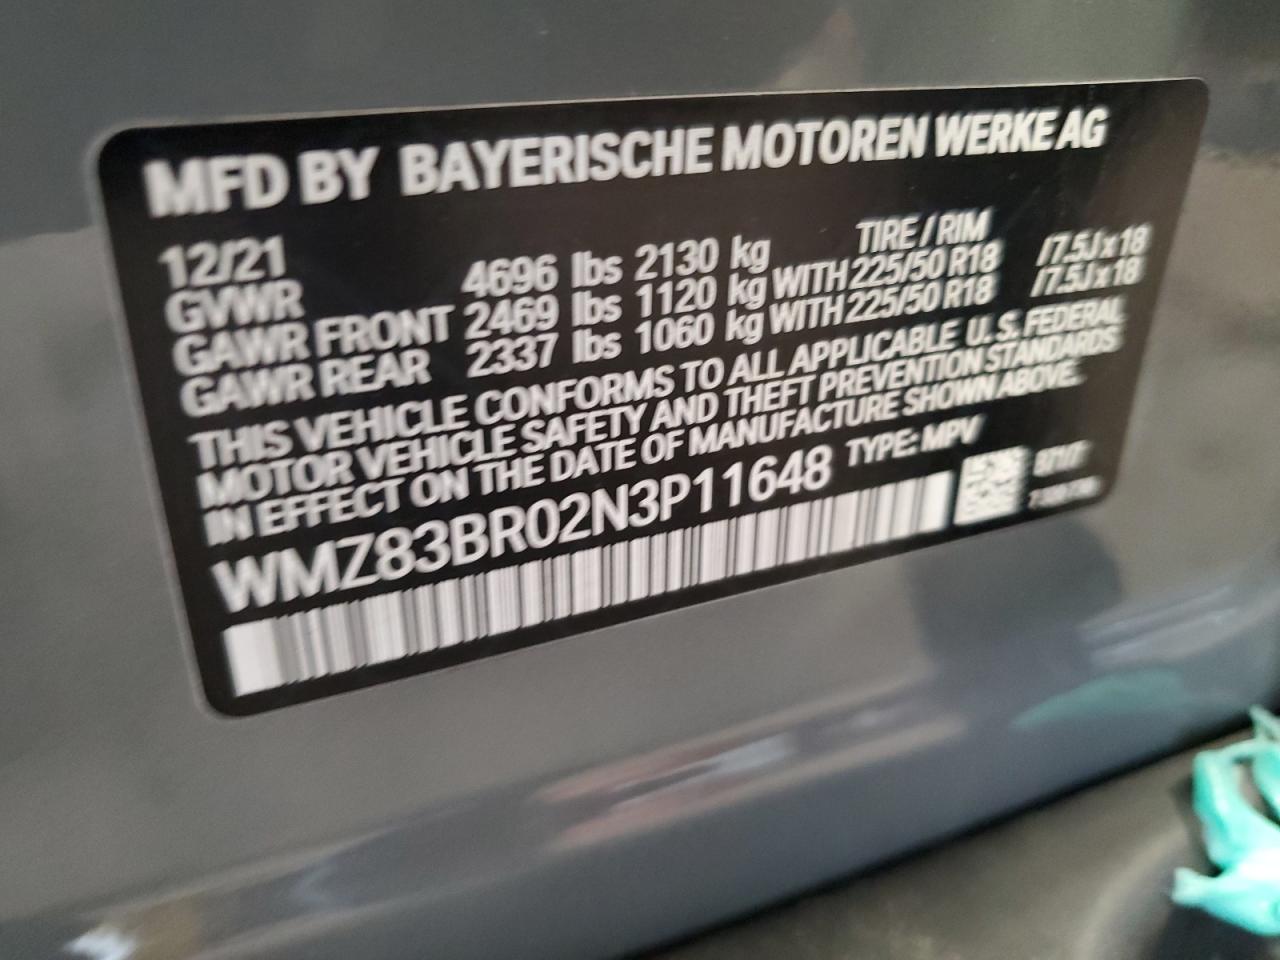 MFD BY BAYERISCHE MOTOREN WERKE AG
12/21 TIRE / RIM
GVWR 4696 lbs 2130 kg
GAWR FRONT 2469 lbs 1120 kg WITH 225/50 R18 /7.5Jx18
GAWR REAR 2337 lbs 1060 kg WITH 225/50 R18 /7.5Jx18
THIS VEHICLE CONFORMS TO ALL APPLICABLE U.S. FEDERAL
MOTOR VEHICLE SAFETY AND THEFT PREVENTION STANDARDS
IN EFFECT ON THE DATE OF MANUFACTURE SHOWN ABOVE.
WMZ83BR02N3P11648 TYPE: MPV